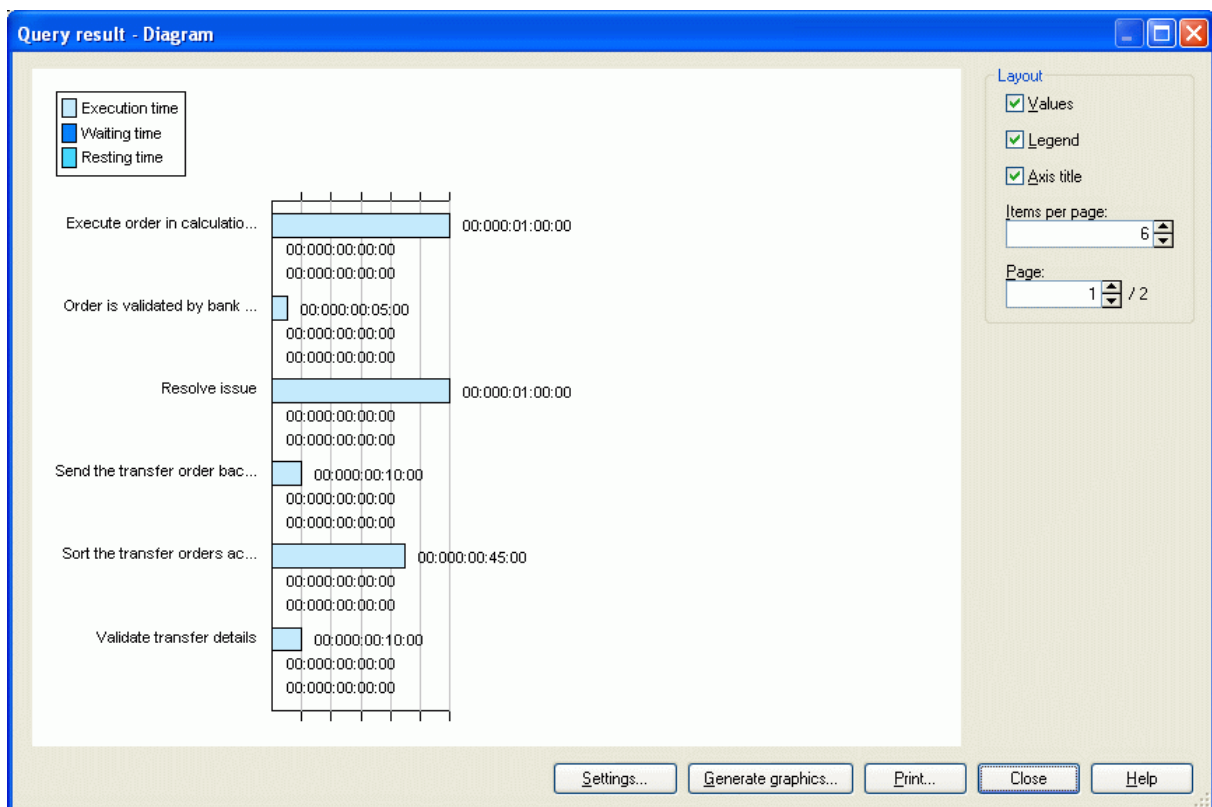 Query result - Diagram
Execution time
Waiting time
Resting time
Execute order in calculatio...
00:000:01:00:00
00:000:00:00:00
00:000:00:00:00
Order is validated by bank ...
00:000:00:05:00
00:000:00:00:00
00:000:00:00:00
Resolve issue
00:000:01:00:00
00:000:00:00:00
00:000:00:00:00
Send the transfer order bac...
00:000:00:10:00
00:000:00:00:00
00:000:00:00:00
Sort the transfer orders ac...
00:000:00:45:00
00:000:00:00:00
00:000:00:00:00
Validate transfer details
00:000:00:10:00
00:000:00:00:00
00:000:00:00:00
Layout
Values
Legend
Axis title
Items per page:
6
Page:
1 / 2
Settings...
Generate graphics...
Print...
Close
Help